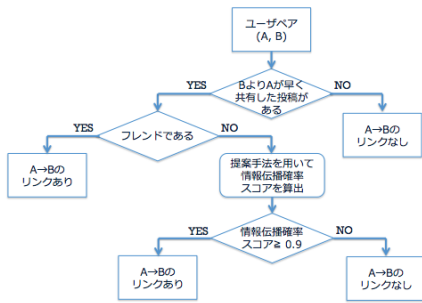 ユーザペア
(A, B)
BよりAが早く
共有した投稿が
ある
YES
NO
フレンドである
A→Bの
リンクなし
YES
NO
A→Bの
リンクあり
提案手法を用いて
情報伝播確率
スコアを算出
情報伝播確率
スコア≧ 0.9
YES
NO
A→Bの
リンクあり
A→Bの
リンクなし